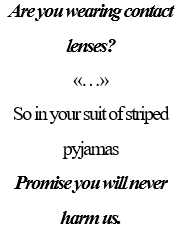 Are you wearing contact
lenses?
«…»
So in your suit of striped
pyjamas
Promise you will never
harm us.